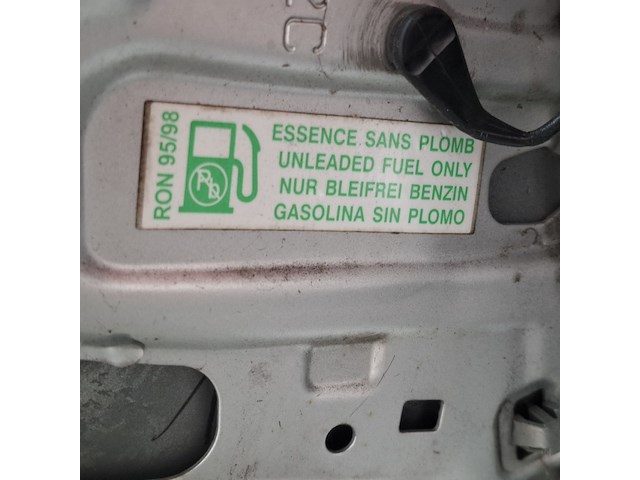 RON 95/98
ESSENCE SANS PLOMB
UNLEADED FUEL ONLY
NUR BLEIFREI BENZIN
GASOLINA SIN PLOMO